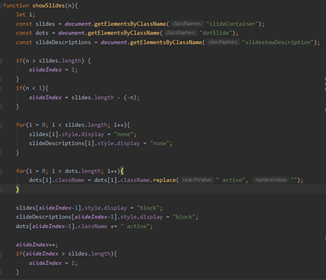 function showSlides(n){
let i;
const slides = document.getElementsByClassName( classNames: "slideContainer");
const dots = document.getElementsByClassName( classNames: "dotSlide");
const slideDescriptions = document.getElementsByClassName( classNames: "slideshowDescription");
if(n > slides.length) {
slideIndex = 1;
}
if(n < 1){
slideIndex = slides.length - (-n);
}
for(i = 0; i < slides.length; i++){
slides[i].style.display = "none";
slideDescriptions[i].style.display = "none";
}
for(i = 0; i < dots.length; i++){
dots[i].className = dots[i].className.replace( searchValue: " active", replaceValue: "");
}
slides[slideIndex-1].style.display = "block";
slideDescriptions[slideIndex-1].style.display = "block";
dots[slideIndex-1].className += " active";
slideIndex++;
if(slideIndex > slides.length){
slideIndex = 1;
}